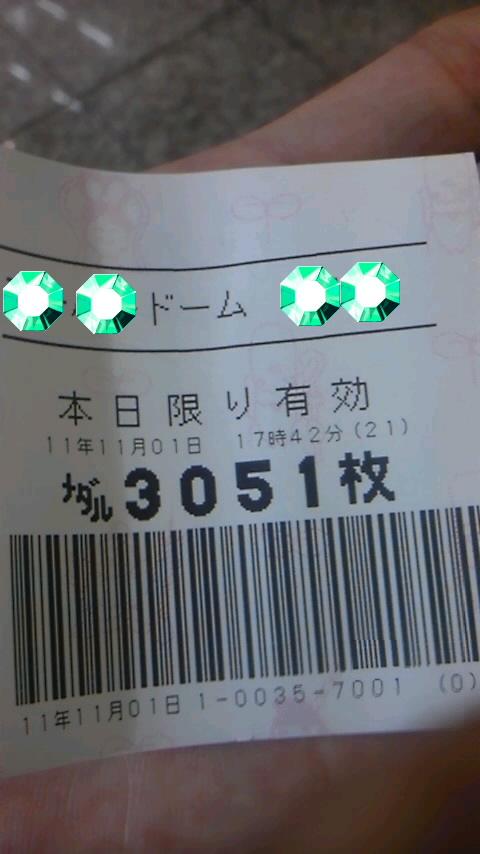 ドーム
本日限り有効
11年11月01日 17時42分(21)
ﾒﾀﾞﾙ3051枚
11年11月01日 1-0035-7001 (0)